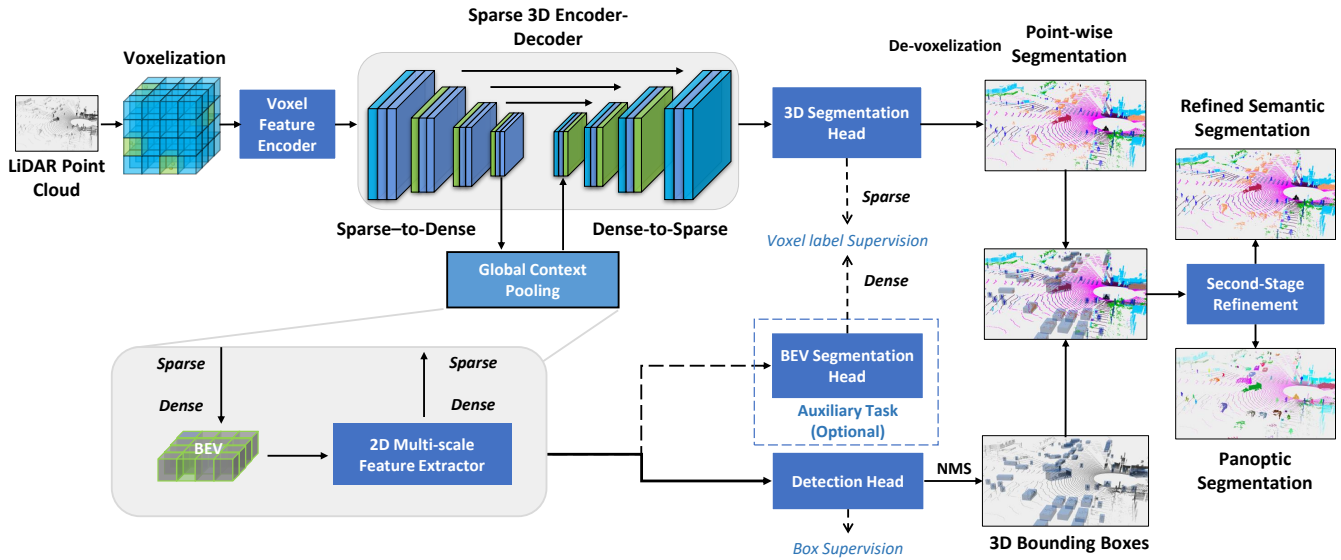 Sparse 3D Encoder-
Decoder
Voxelization
De-voxelization
Point-wise
Segmentation
Voxel
Feature
Encoder
3D Segmentation
Head
Refined Semantic
Segmentation
LiDAR Point
Cloud
Sparse–to-Dense
Dense-to-Sparse
Sparse
Voxel label Supervision
Global Context
Pooling
Dense
Second-Stage
Refinement
Sparse
Dense
Sparse
Dense
BEV Segmentation
Head
Auxiliary Task
(Optional)
BEV
2D Multi-scale
Feature Extractor
Detection Head
NMS
Panoptic
Segmentation
Box Supervision
3D Bounding Boxes